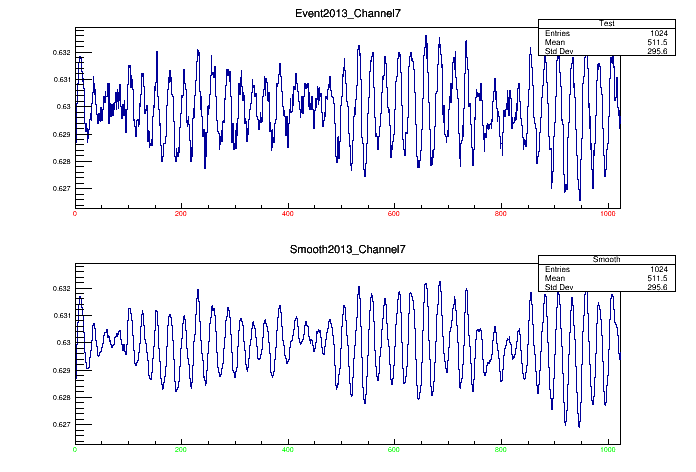 Event2013_Channel7
Test
Entries 1024
Mean 511.5
Std Dev 295.6
0.632
0.631
0.63
0.629
0.628
0.627
0 200 400 600 800 1000
Smooth2013_Channel7
Smooth
Entries 1024
Mean 511.5
Std Dev 295.6
0.632
0.631
0.63
0.629
0.628
0.627
0 200 400 600 800 1000